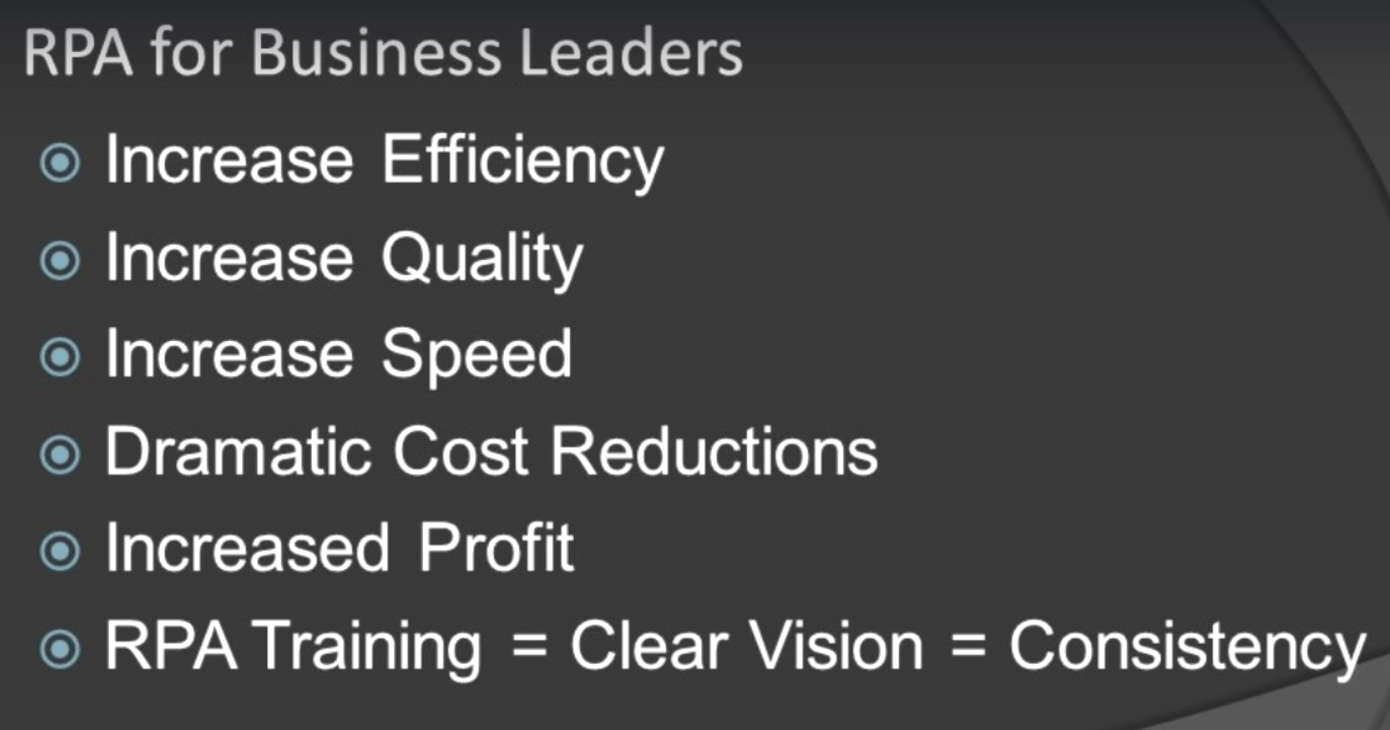 RPA for Business Leaders
Increase Efficiency
Increase Quality
Increase Speed
Dramatic Cost Reductions
Increased Profit
RPA Training = Clear Vision = Consistency